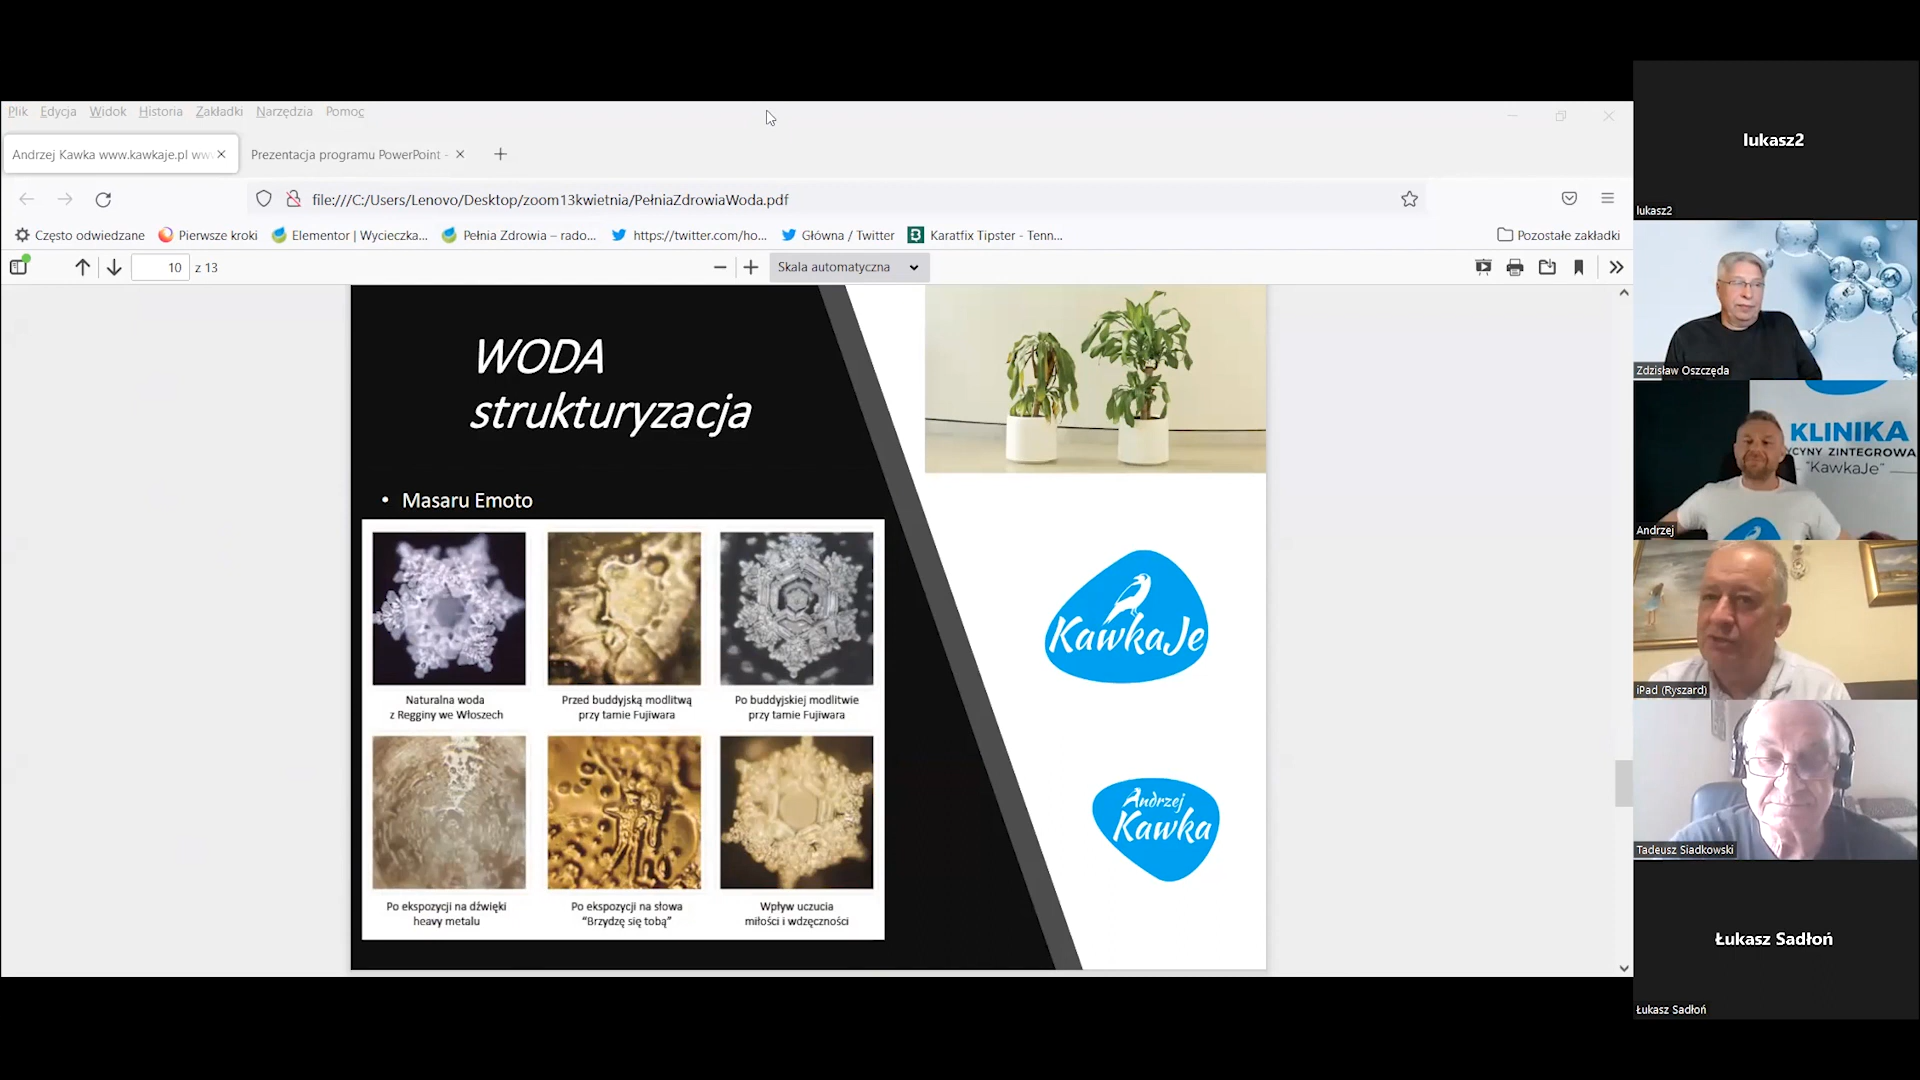 Plik Edycja Widok Historia Zakładki Narzędzia Pomoc
Andrzej Kawka www.kawkaje.pl
Prezentacja programu PowerPoint -
file:///C:/Users/Lenovo/Desktop/zoom13kwietnia/PełniaZdrowiaWoda.pdf
Często odwiedzane Pierwsze kroki Elementor | Wycieczka... Pełnia Zdrowia – rado... https://twitter.com/ho... Główna / Twitter Karatfix Tipster - Tenn... Pozostałe zakładki
10 z 13 Skala automatyczna
WODA
strukturyzacja
• Masaru Emoto
Naturalna woda
z Regginy we Włoszech
Przed buddyjską modlitwą
przy tamie Fujiwara
Po buddyjskiej modlitwie
przy tamie Fujiwara
Po ekspozycji na dźwięki
heavy metalu
Po ekspozycji na słowa
“Brzydzę się tobą”
Wpływ uczucia
miłości i wdzęczności
KawkaJe
Andrzej
Kawka
lukasz2
lukasz2
Zdzisław Oszczęda
KLINIKA
YCYNY ZINTEGROWA
"KawkaJe"
Andrzej
iPad (Ryszard)
Tadeusz Siadkowski
Łukasz Sadłoń
Łukasz Sadłoń